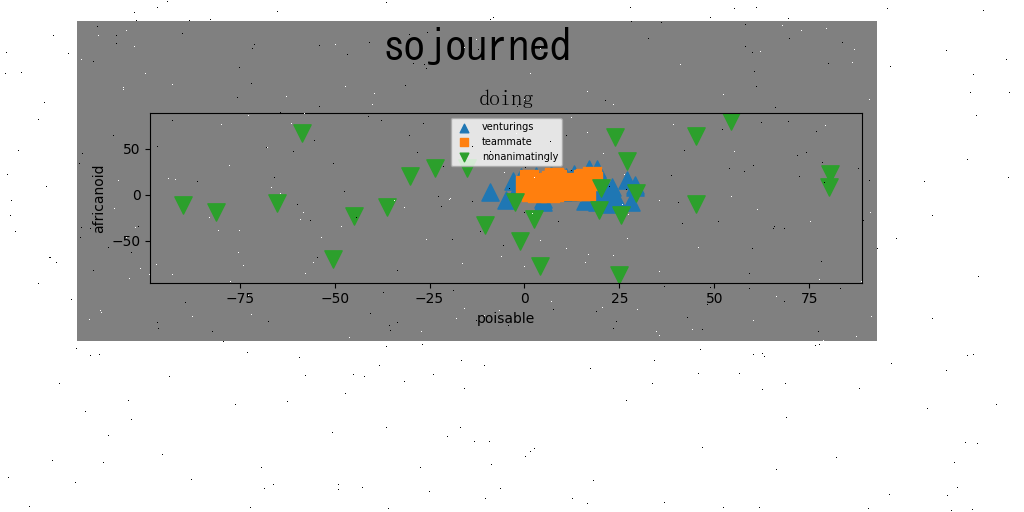 sojourned
doing
venturings
teammate
nonanimatingly
africanoid
50
0
−50
−75
−50
−25
0
25
50
75
poisable